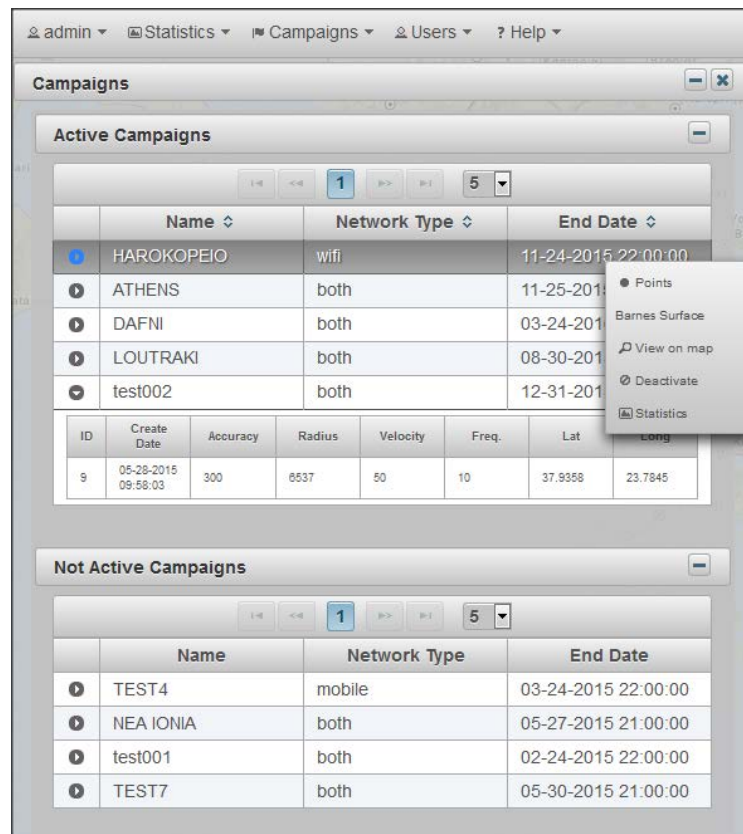 admin Statistics Campaigns Users ? Help
Campaigns
Active Campaigns
1 5
Name Network Type End Date
HAROKOPEIO wifi 11-24-2015 22:00:00
ATHENS both 11-25-201
DAFNI both 03-24-201
LOUTRAKI both 08-30-201
test002 both 12-31-201
Points
Barnes Surface
View on map
Deactivate
Statistics
ID Create Date Accuracy Radius Velocity Freq. Lat Long
9 05-28-2015 09:58:03 300 6537 50 10 37.9358 23.7845
Not Active Campaigns
1 5
Name Network Type End Date
TEST4 mobile 03-24-2015 22:00:00
NEA IONIA both 05-27-2015 21:00:00
test001 both 02-24-2015 22:00:00
TEST7 both 05-30-2015 21:00:00